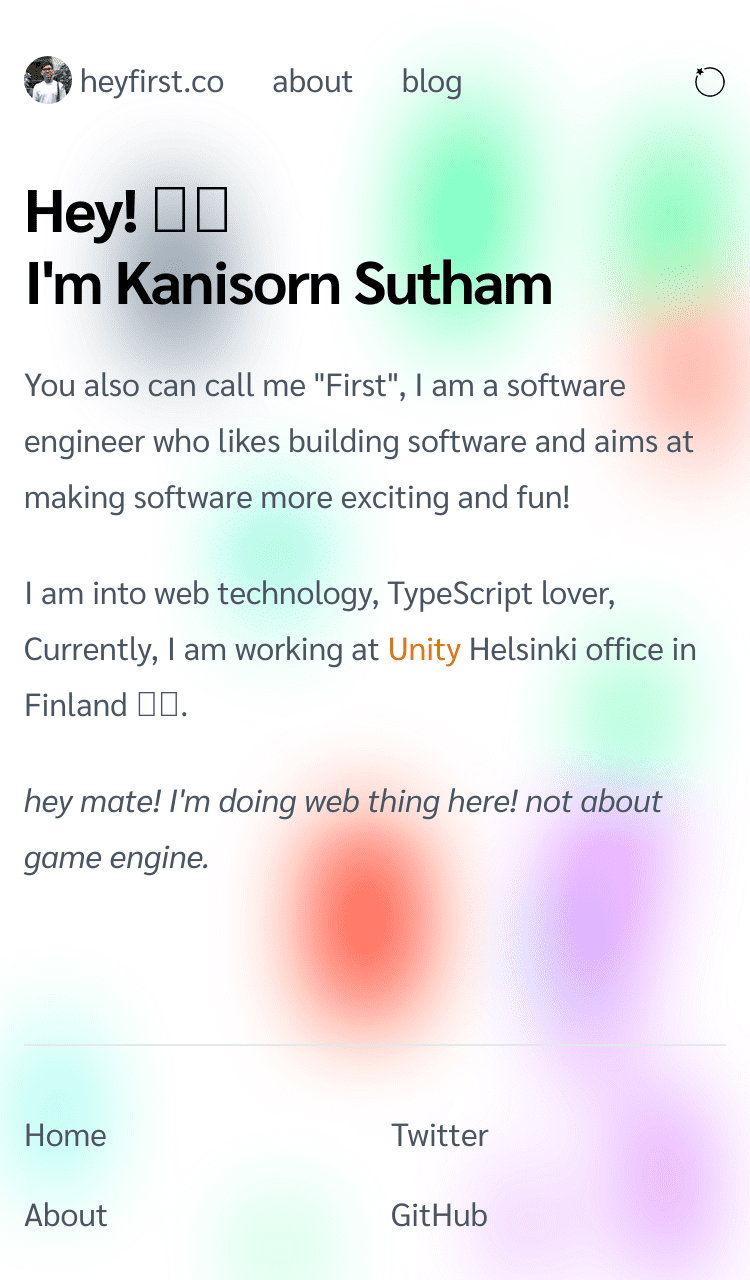 heyfirst.co about blog
Hey! 
I'm Kanisorn Sutham
You also can call me "First", I am a software
engineer who likes building software and aims at
making software more exciting and fun!
I am into web technology, TypeScript lover,
Currently, I am working at Unity Helsinki office in
Finland .
hey mate! I'm doing web thing here! not about
game engine.
Home Twitter
About GitHub